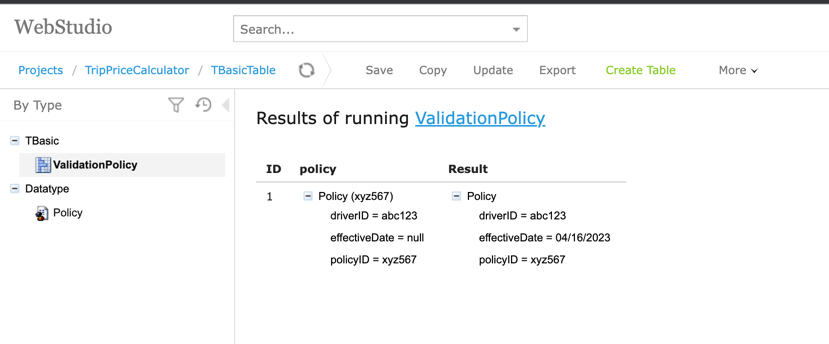 WebStudio
Search...
Projects / TripPriceCalculator / TBasicTable Save Copy Update Export Create Table More
By Type
TBasic
ValidationPolicy
Datatype
Policy
Results of running ValidationPolicy
ID policy Result
1 Policy (xyz567) Policy
driverID = abc123 driverID = abc123
effectiveDate = null effectiveDate = 04/16/2023
policyID = xyz567 policyID = xyz567